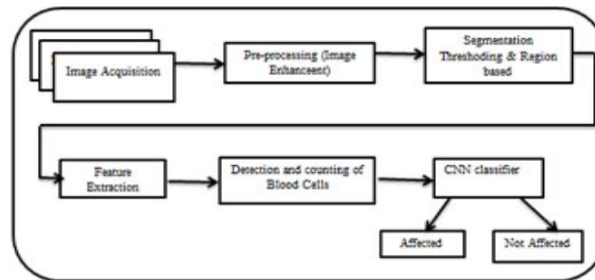 Image Acquisition
Pre-processing (Image
Enhanceent)
Segmentation
Threshoding & Region
based
Feature
Extraction
Detection and counting of
Blood Cells
CNN classifier
Affected
Not Affected